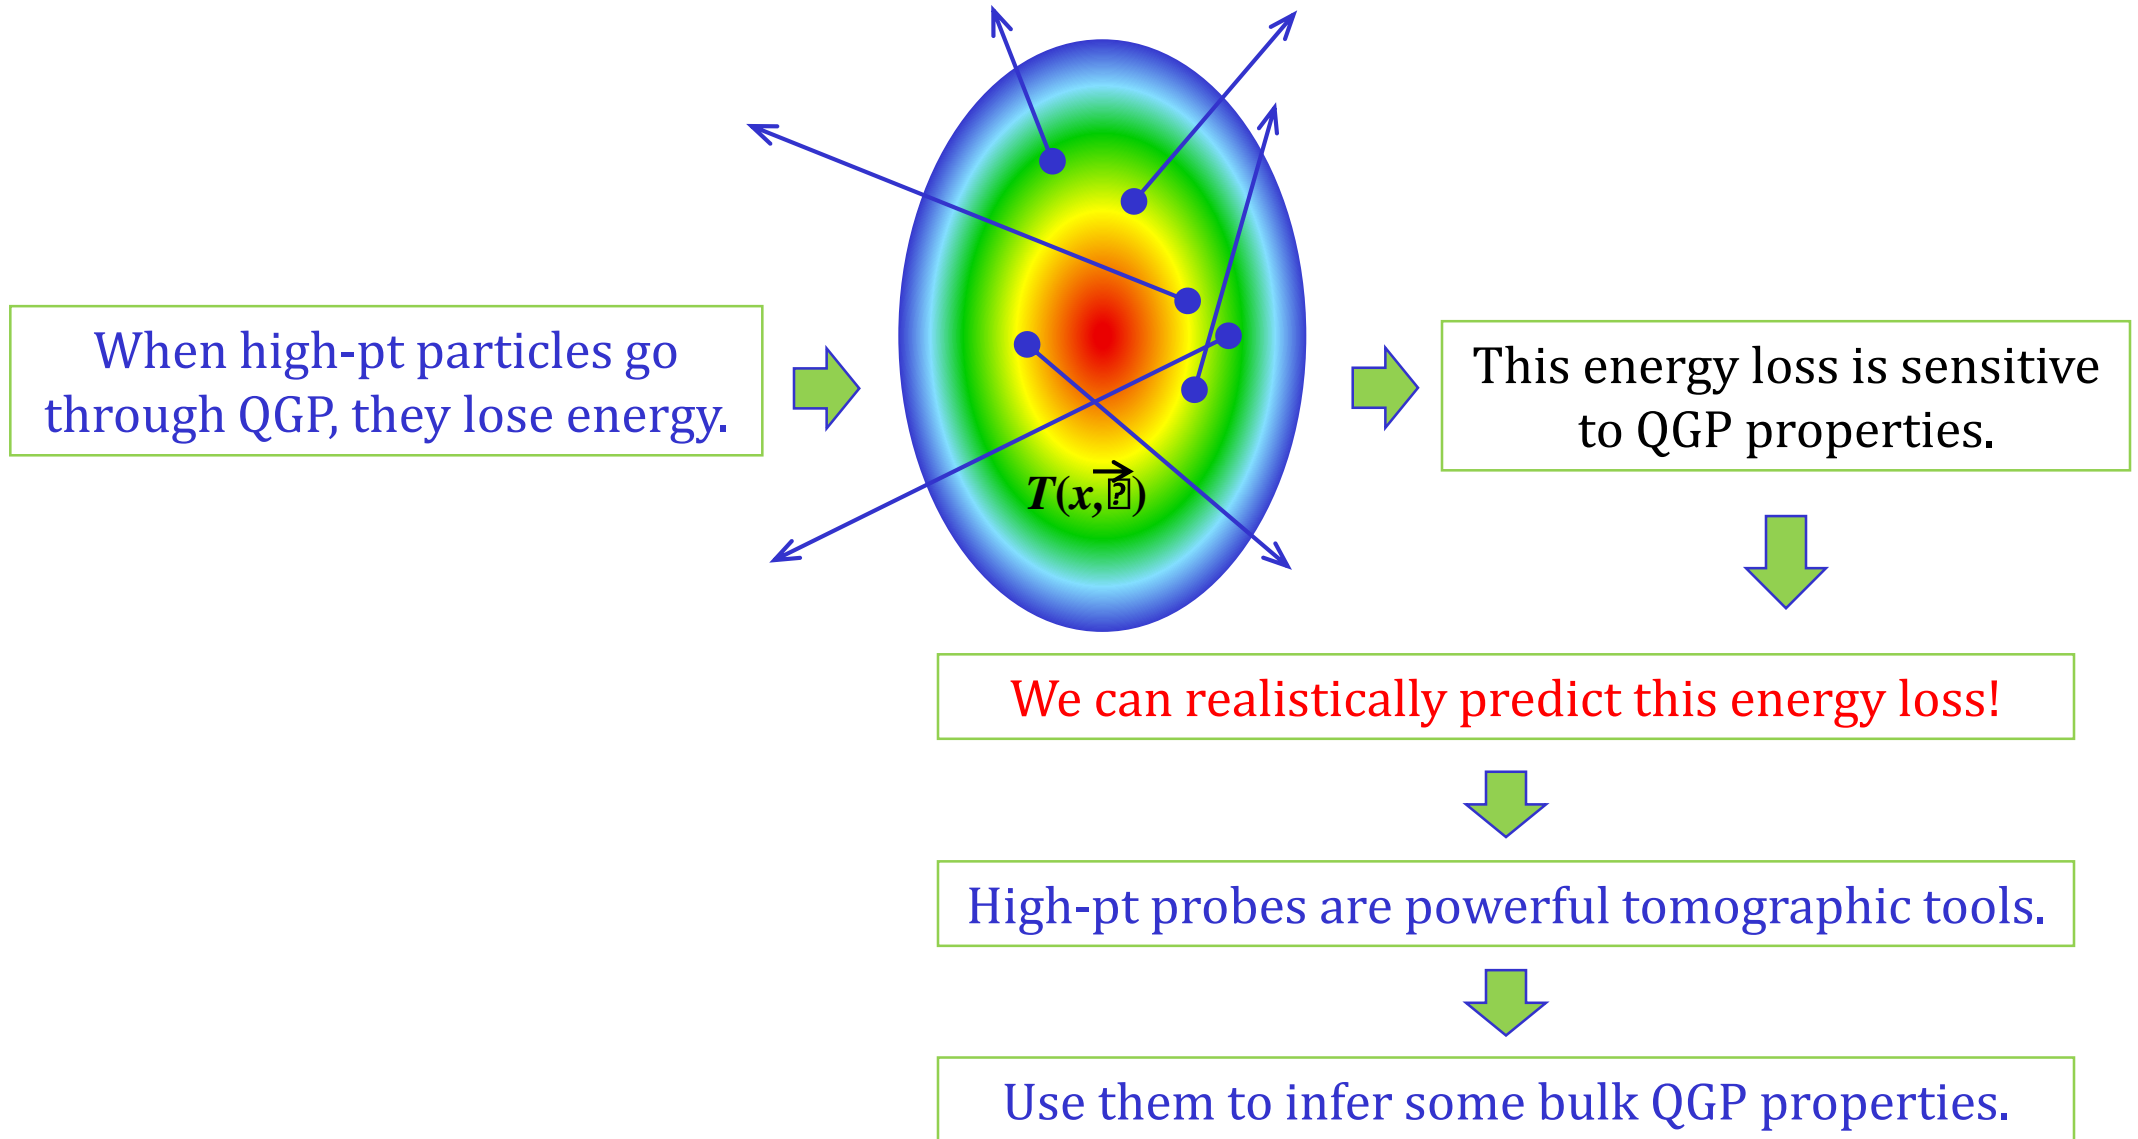 When high-pt particles go
through QGP, they lose energy.
T(x,⍰)
This energy loss is sensitive
to QGP properties.
We can realistically predict this energy loss!
High-pt probes are powerful tomographic tools.
Use them to infer some bulk QGP properties.